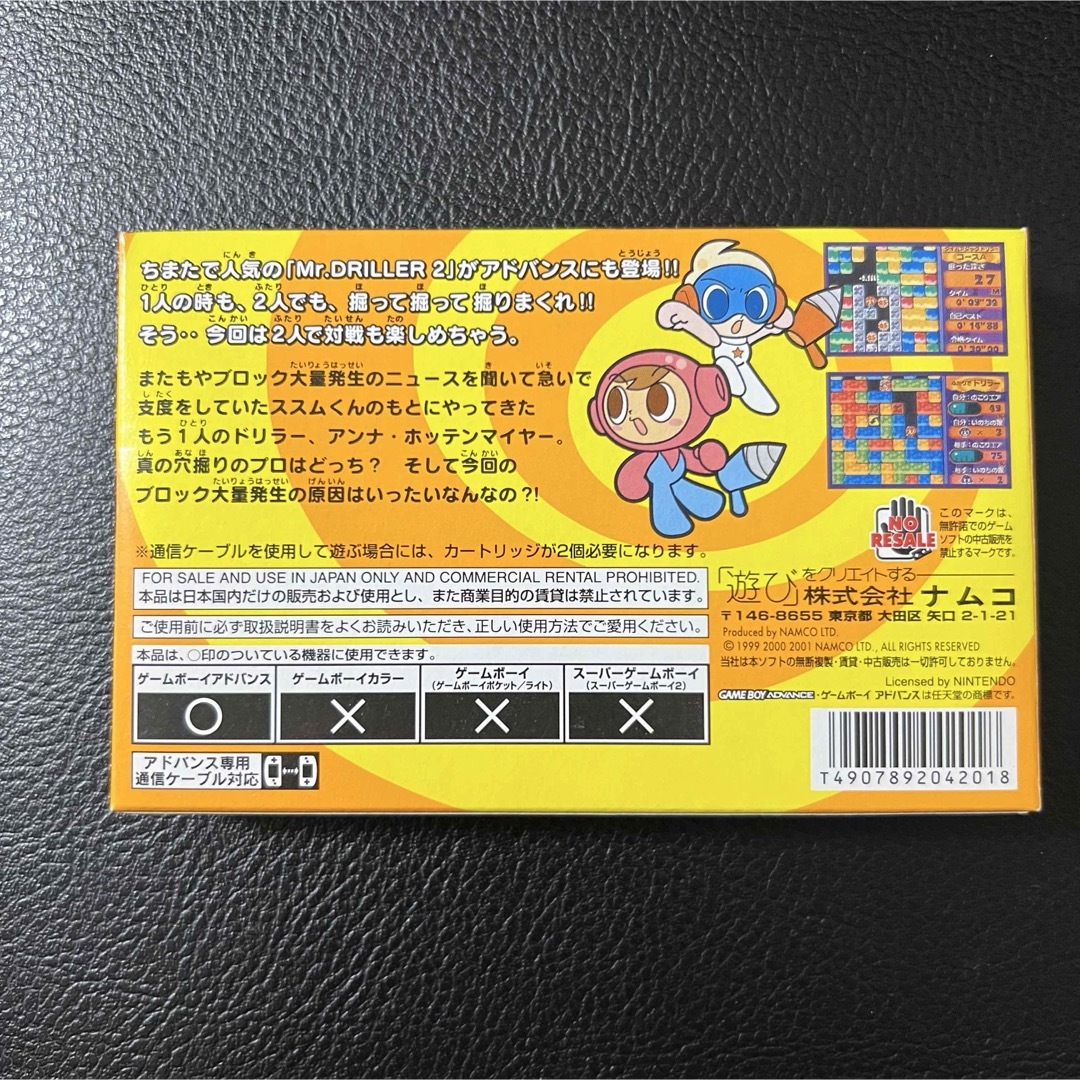 ちまたで人気の「Mr.DRILLER 2」がアドバンスにも登場!!
1人の時も、2人でも、掘って掘って掘りまくれ!!
そう‥今回は2人で対戦も楽しめちゃう。
またもやブロック大量発生のニュースを聞いて急いで
支度をしていたススムくんのもとにやってきた
もう1人のドリラー、アンナ・ホッテンマイヤー。
真の穴掘りのプロはどっち? そして今回の
ブロック大量発生の原因はいったいなんなの?!
※通信ケーブルを使用して遊ぶ場合には、カートリッジが2個必要になります。
FOR SALE AND USE IN JAPAN ONLY AND COMMERCIAL RENTAL PROHIBITED.
本品は日本国内だけの販売および使用とし、また商業目的の賃貸は禁止されています。
ご使用前に必ず取扱説明書をよくお読みいただき、正しい使用方法でご愛用ください。
本品は、○印のついている機器に使用できます。
ゲームボーイアドバンス
○
ゲームボーイカラー
×
ゲームボーイ
(ゲームボーイポケット/ライト)
×
スーパーゲームボーイ
(スーパーゲームボーイ2)
×
アドバンス専用
通信ケーブル対応
コースA
掘った深さ
27
タイム
自己ベスト
合格タイム
NO
RESALE
このマークは、
無許諾でのゲーム
ソフトの中古販売を
禁止するマークです。
「遊び」をクリエイトする
株式会社ナムコ
〒146-8655 東京都 大田区 矢口 2-1-21
Produced by NAMCO LTD.
© 1999 2000 2001 NAMCO LTD., ALL RIGHTS RESERVED
当社は本ソフトの無断複製・賃貸・中古販売は一切許可しておりません。
Licensed by NINTENDO
GAME BOY ADVANCE・ゲームボーイ アドバンスは任天堂の商標です。
T4907892042018